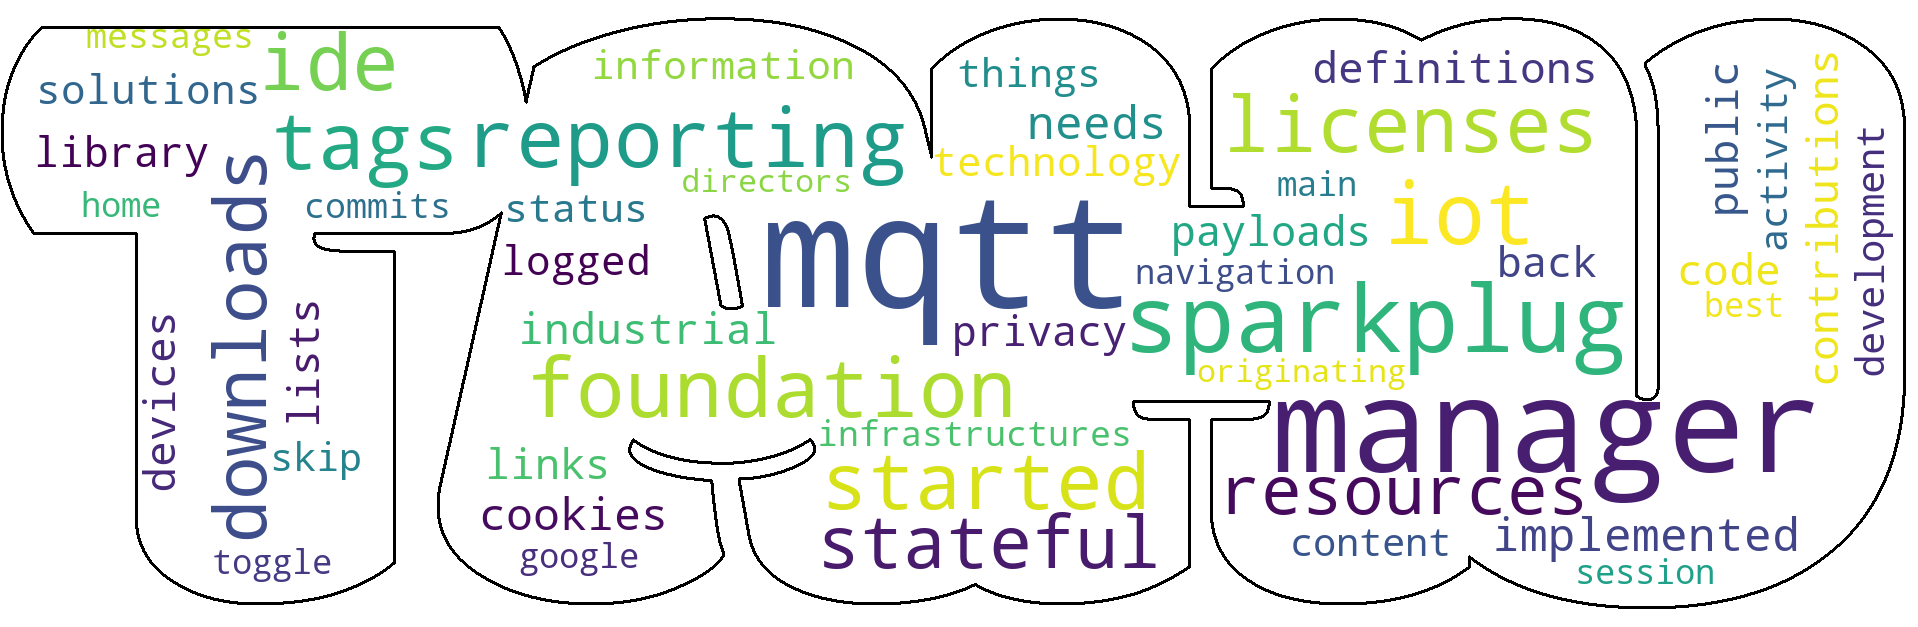 messages
ide
solutions
tags
library
home
downloads
commits
devices
lists
skip
toggle
information
reporting
directors
status
logged
mqtt
industrial
privacy
foundation
infrastructures
links
started
cookies
stateful
google
things
needs
technology
definitions
licenses
main
iot
payloads
navigation
back
sparkplug
originating
manager
resources
content
implemented
session
public
activity
contributions
development
code
best